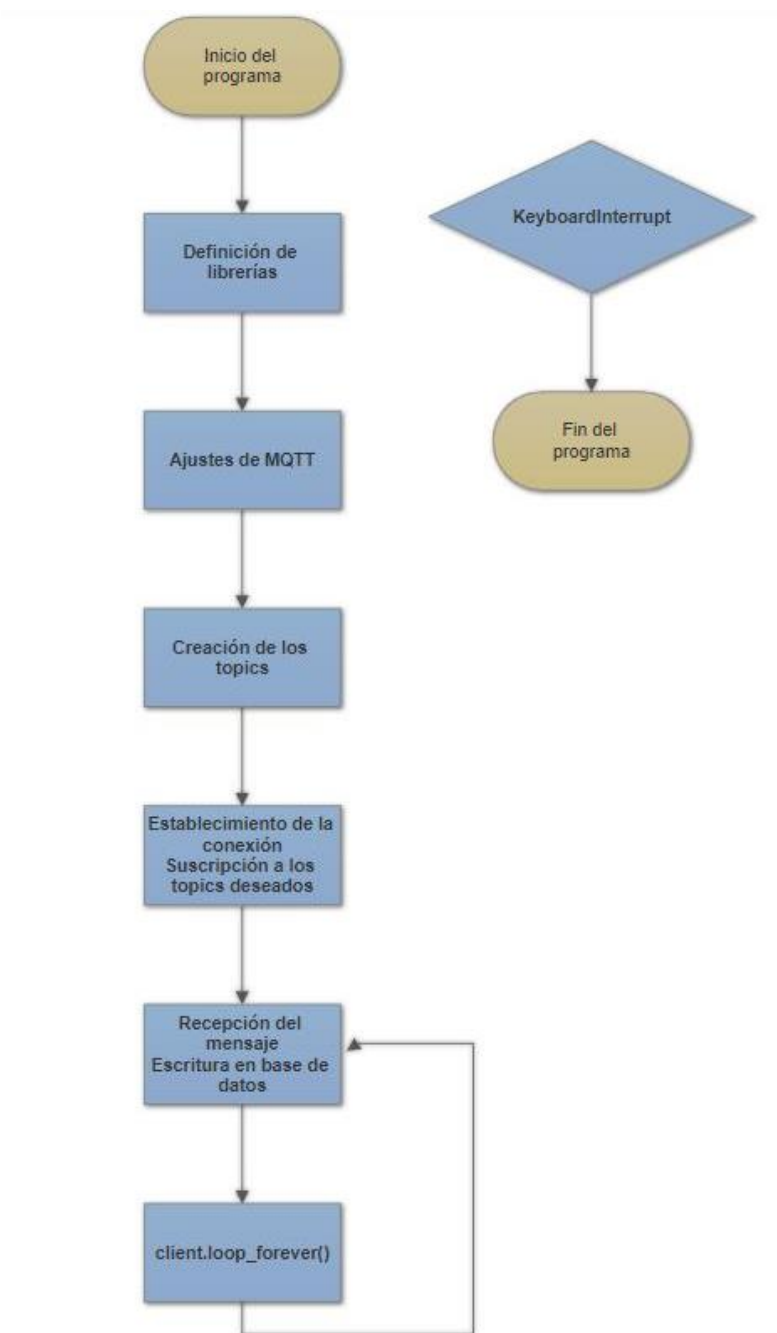 Inicio del
programa
Definición de
librerías
Ajustes de MQTT
Creación de los
topics
Establecimiento de la
conexión
Suscripción a los
topics deseados
Recepción del
mensaje
Escritura en base de
datos
client.loop_forever()
KeyboardInterrupt
Fin del
programa